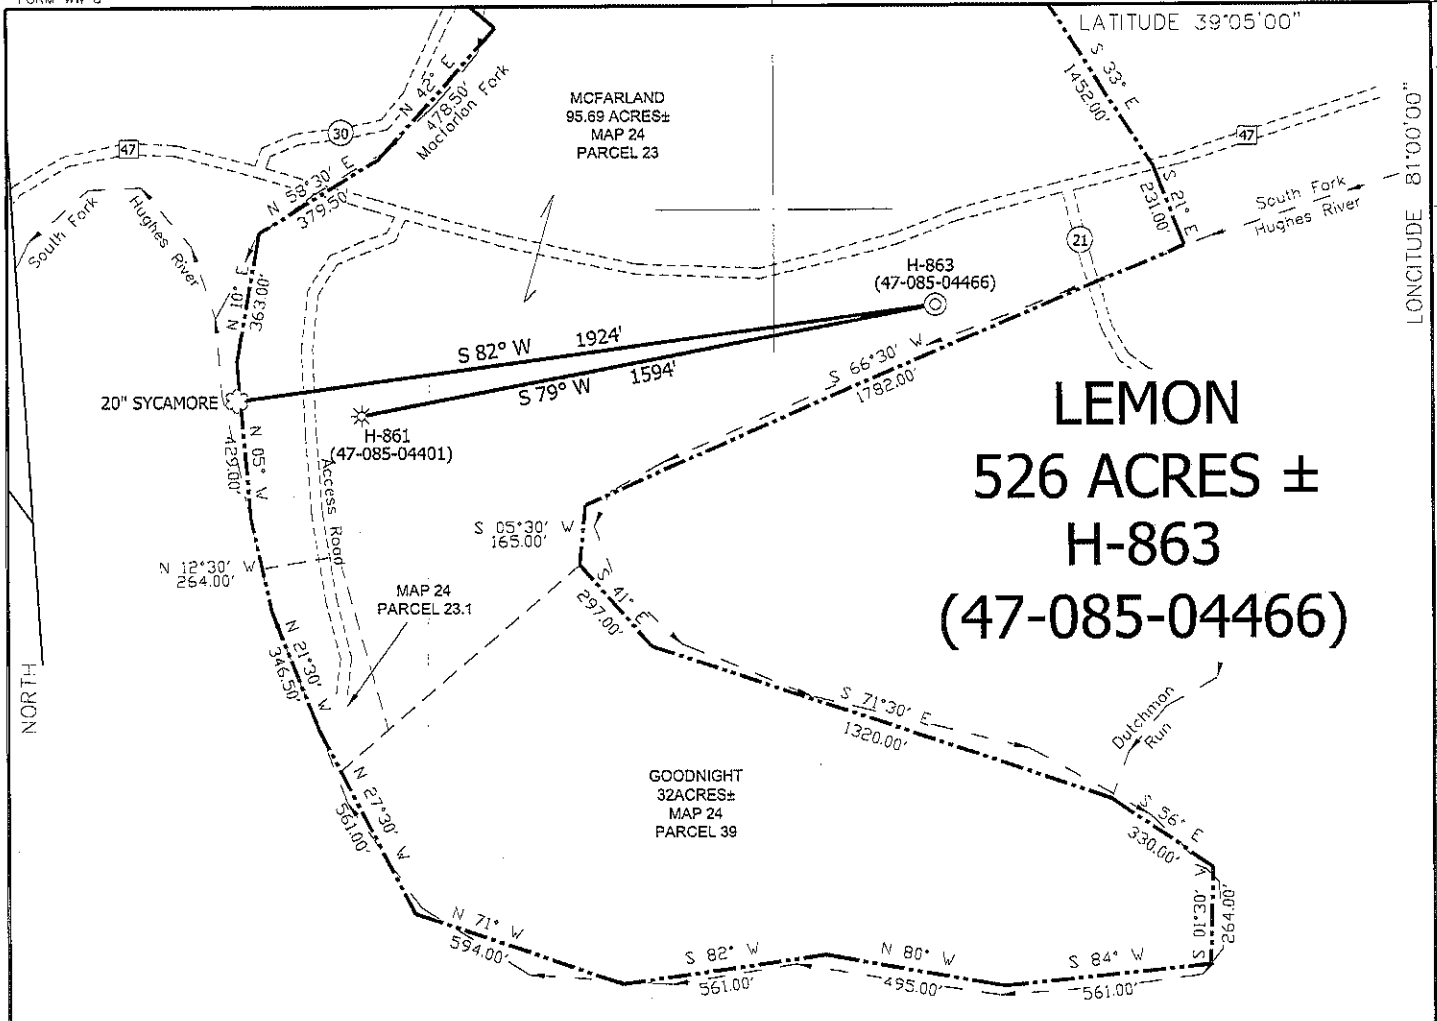 LATITUDE 39°05'00"
LONGITUDE 81°00'00"
S 33° E
1452.00'
N 42° E
478.50'
Macfarlan Fork
MCFARLAND
95.69 ACRES±
MAP 24
PARCEL 23
30
47
47
N 58°30' E
379.50'
S 21° E
231.00'
South Fork
Hughes River
South Fork
Hughes River
21
N 10° E
363.00'
H-863
(47-085-04466)
S 82° W 1924'
S 79° W 1594'
S 66°30' W
1782.00'
20" SYCAMORE
H-861
(47-085-04401)
LEMON
526 ACRES ±
H-863
(47-085-04466)
N 05° W
429.00'
Access Road
S 05°30' W
165.00'
N 12°30' W
264.00'
MAP 24
PARCEL 23.1
S 41° E
297.00'
N 21°30' W
346.50'
NORTH
S 71°30' E
1320.00'
Dutchman
Run
GOODNIGHT
32ACRES±
MAP 24
PARCEL 39
N 27°30' W
561.00'
S 56° E
330.00'
S 01°30' W
264.00'
N 71° W
594.00'
S 82° W
561.00'
N 80° W
495.00'
S 84° W
561.00'